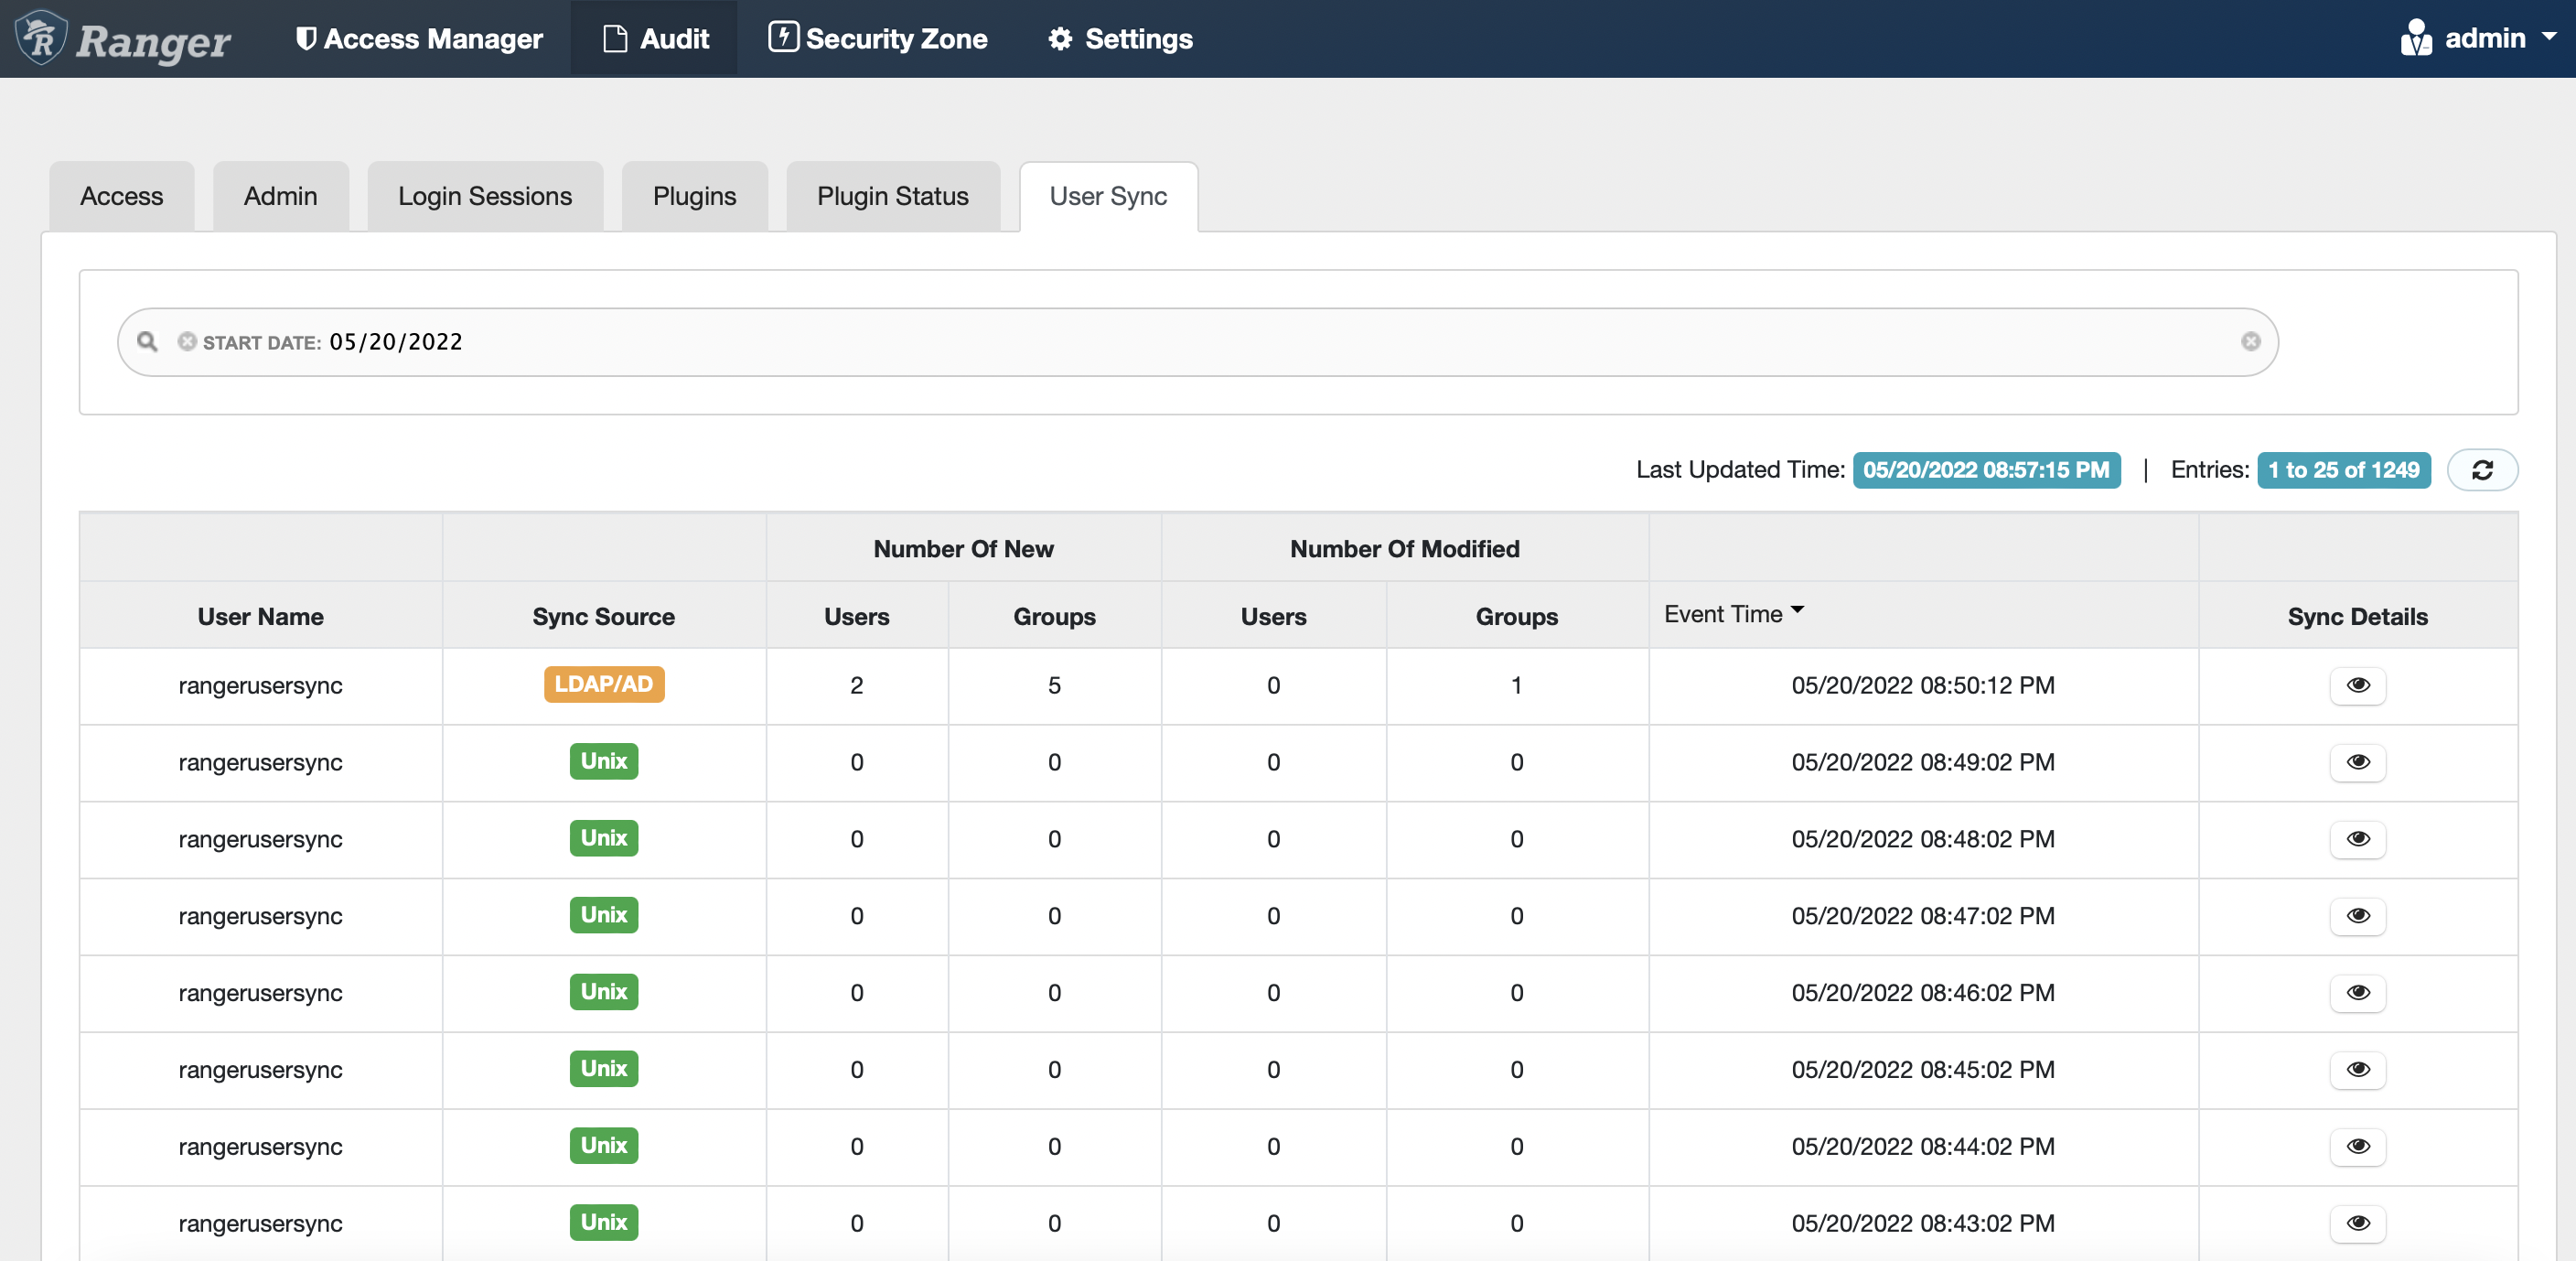 Ranger Access Manager Audit Security Zone Settings admin
Access Admin Login Sessions Plugins Plugin Status User Sync
START DATE: 05/20/2022
Last Updated Time: 05/20/2022 08:57:15 PM | Entries: 1 to 25 of 1249
Number Of New Number Of Modified
User Name Sync Source Users Groups Users Groups Event Time Sync Details
rangerusersync LDAP/AD 2 5 0 1 05/20/2022 08:50:12 PM
rangerusersync Unix 0 0 0 0 05/20/2022 08:49:02 PM
rangerusersync Unix 0 0 0 0 05/20/2022 08:48:02 PM
rangerusersync Unix 0 0 0 0 05/20/2022 08:47:02 PM
rangerusersync Unix 0 0 0 0 05/20/2022 08:46:02 PM
rangerusersync Unix 0 0 0 0 05/20/2022 08:45:02 PM
rangerusersync Unix 0 0 0 0 05/20/2022 08:44:02 PM
rangerusersync Unix 0 0 0 0 05/20/2022 08:43:02 PM